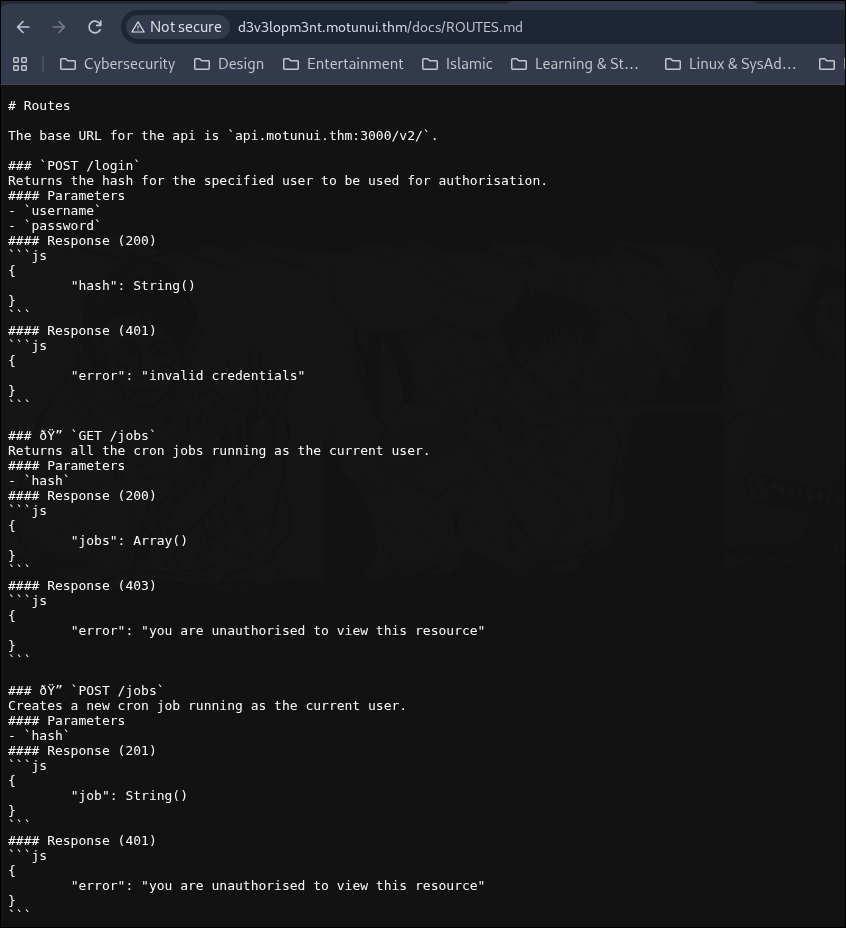 Not secure d3v3lopm3nt.motunui.thm/docs/ROUTES.md
Cybersecurity Design Entertainment Islamic Learning & St... Linux & SysAd...
# Routes
The base URL for the api is `api.motunui.thm:3000/v2/`.
### `POST /login`
Returns the hash for the specified user to be used for authorisation.
#### Parameters
- `username`
- `password`
#### Response (200)
```js
{
"hash": String()
}
```
#### Response (401)
```js
{
"error": "invalid credentials"
}
```
### ðŸ” `GET /jobs`
Returns all the cron jobs running as the current user.
#### Parameters
- `hash`
#### Response (200)
```js
{
"jobs": Array()
}
```
#### Response (403)
```js
{
"error": "you are unauthorised to view this resource"
}
```
### ðŸ” `POST /jobs`
Creates a new cron job running as the current user.
#### Parameters
- `hash`
#### Response (201)
```js
{
"job": String()
}
```
#### Response (401)
```js
{
"error": "you are unauthorised to view this resource"
}
```